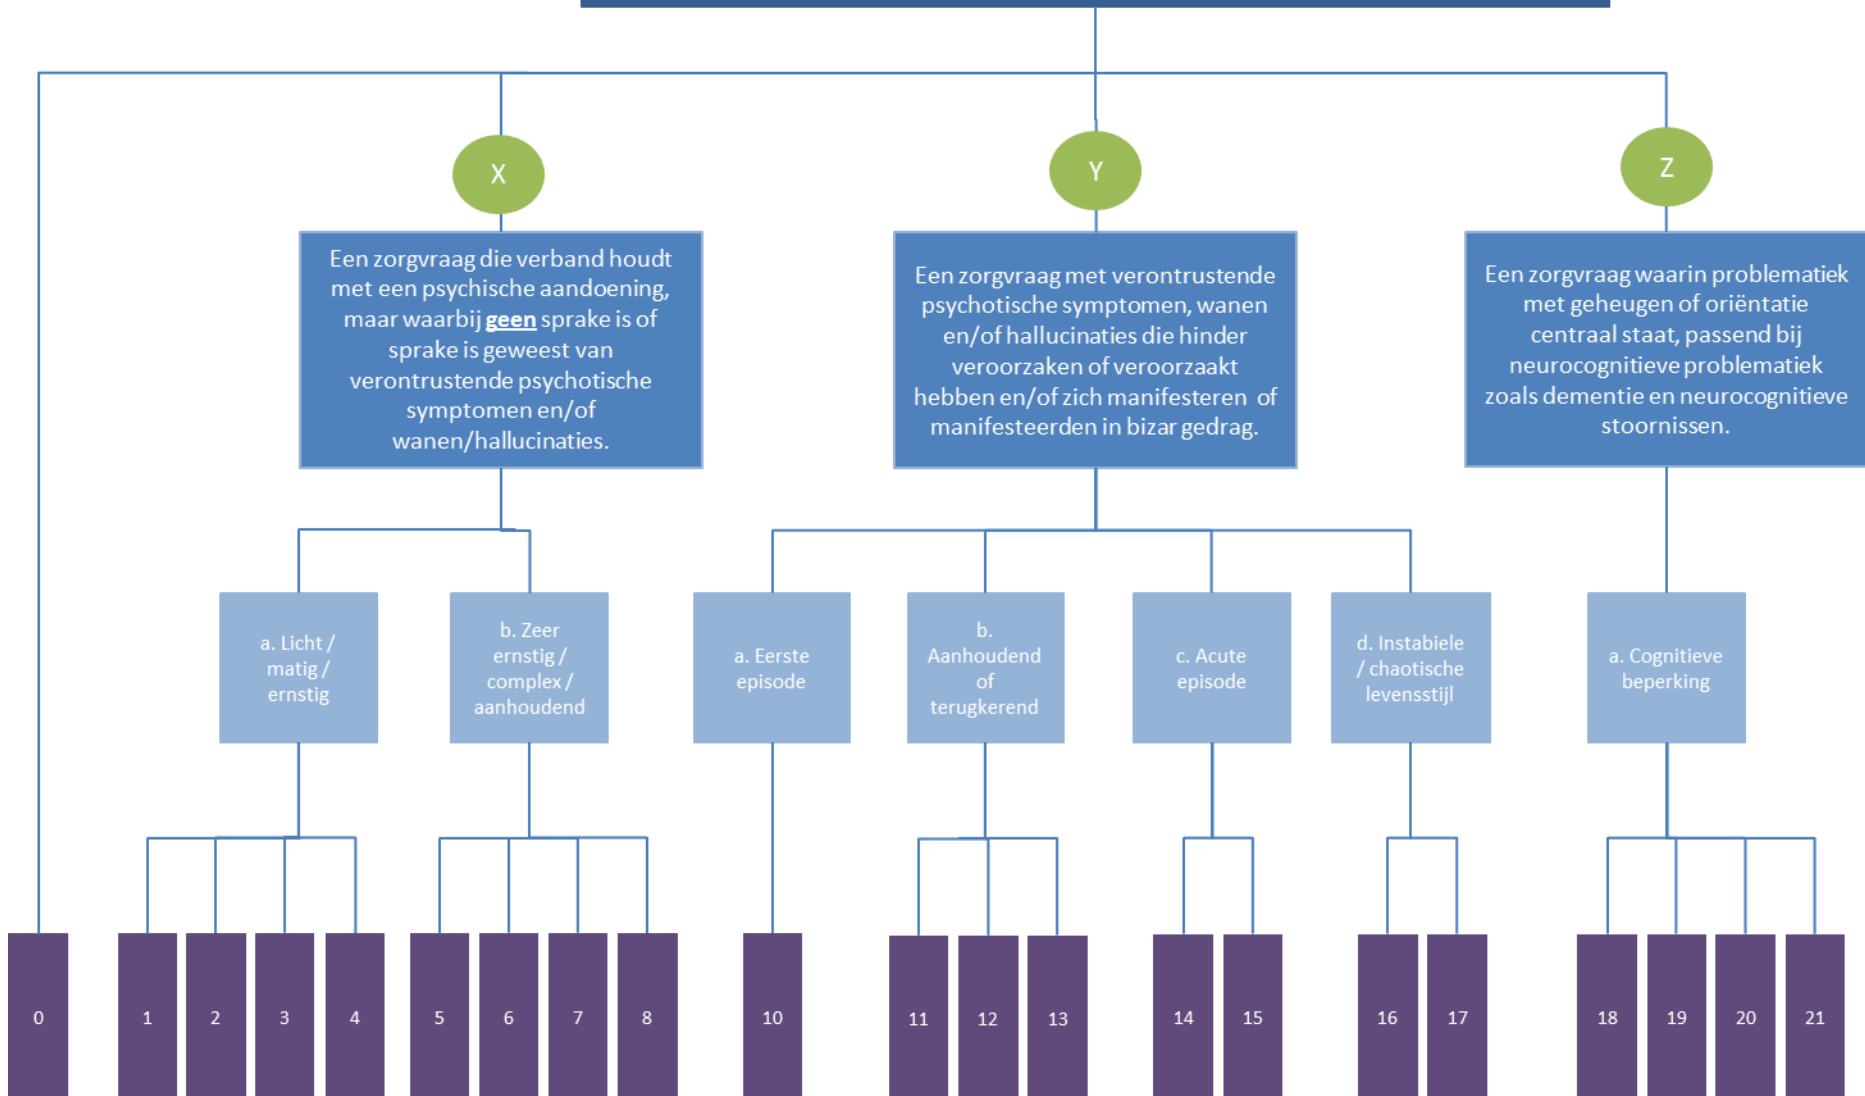 X
Y
Z
Een zorgvraag die verband houdt
met een psychische aandoening,
maar waarbij geen sprake is of
sprake is geweest van
verontrustende psychotische
symptomen en/of
wanen/hallucinaties.
Een zorgvraag met verontrustende
psychotische symptomen, wanen
en/of hallucinaties die hinder
veroorzaken of veroorzaakt
hebben en/of zich manifesteren of
manifesteerden in bizar gedrag.
Een zorgvraag waarin problematiek
met geheugen of oriëntatie
centraal staat, passend bij
neurocognitieve problematiek
zoals dementie en neurocognitieve
stoornissen.
a. Licht /
matig /
ernstig
b. Zeer
ernstig /
complex /
aanhoudend
a. Eerste
episode
b.
Aanhoudend
of
terugkerend
c. Acute
episode
d. Instabiele
/ chaotische
levensstijl
a. Cognitieve
beperking
0
1
2
3
4
5
6
7
8
10
11
12
13
14
15
16
17
18
19
20
21